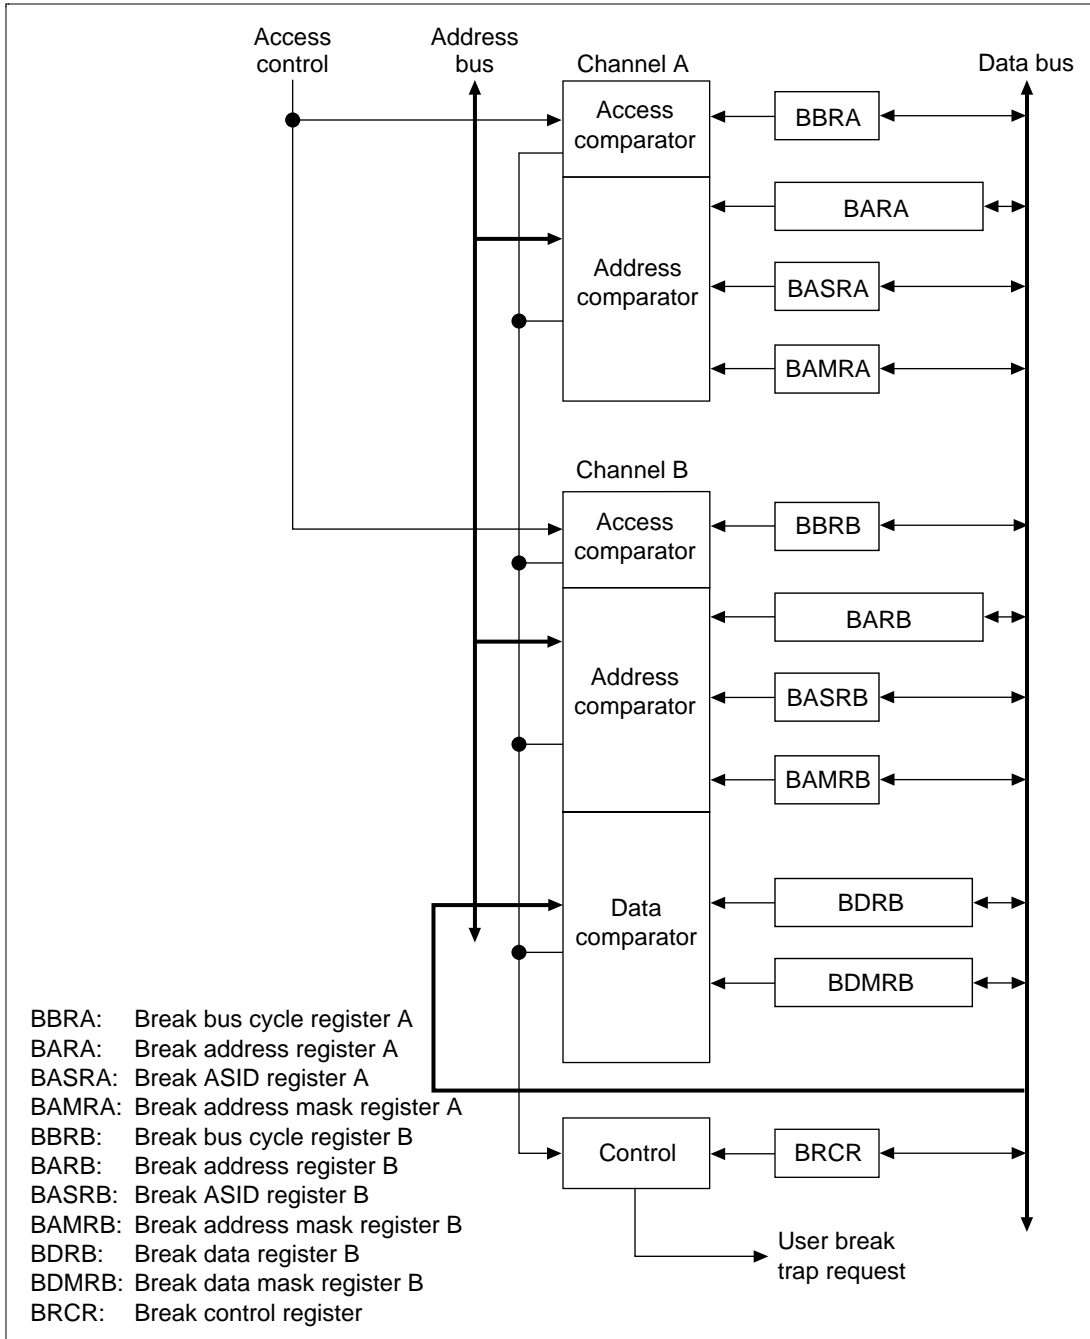 Access control
Address bus
Channel A
Data bus
Access comparator
BBRA
BARA
Address comparator
BASRA
BAMRA
Channel B
Access comparator
BBRB
BARB
Address comparator
BASRB
BAMRB
Data comparator
BDRB
BDMRB
BBRA: Break bus cycle register A
BARA: Break address register A
BASRA: Break ASID register A
BAMRA: Break address mask register A
BBRB: Break bus cycle register B
BARB: Break address register B
BASRB: Break ASID register B
BAMRB: Break address mask register B
BDRB: Break data register B
BDMRB: Break data mask register B
BRCR: Break control register
Control
BRCR
User break trap request